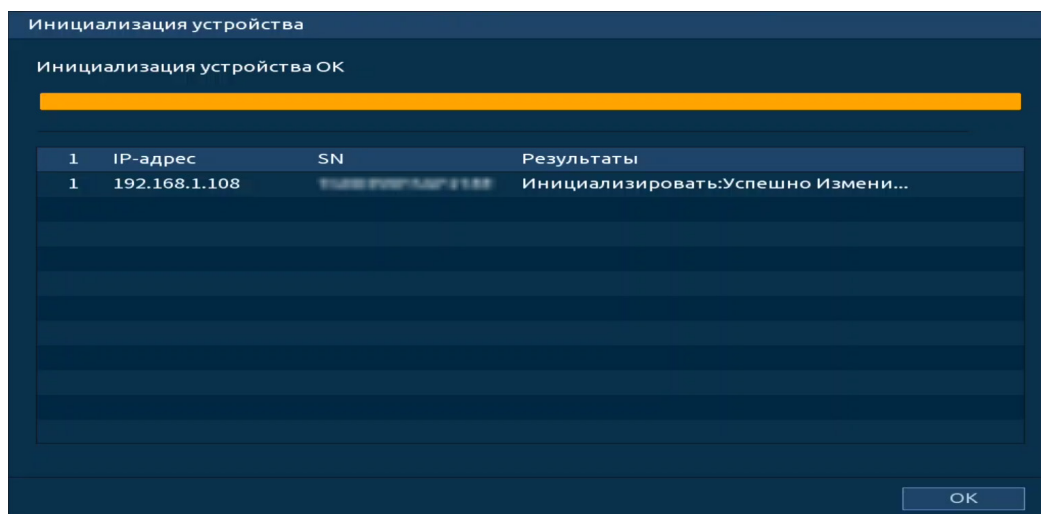 Инициализация устройства
Инициализация устройства OK
1 IP-адрес SN Результаты
1 192.168.1.108 Инициализировать:Успешно Измени...
OK